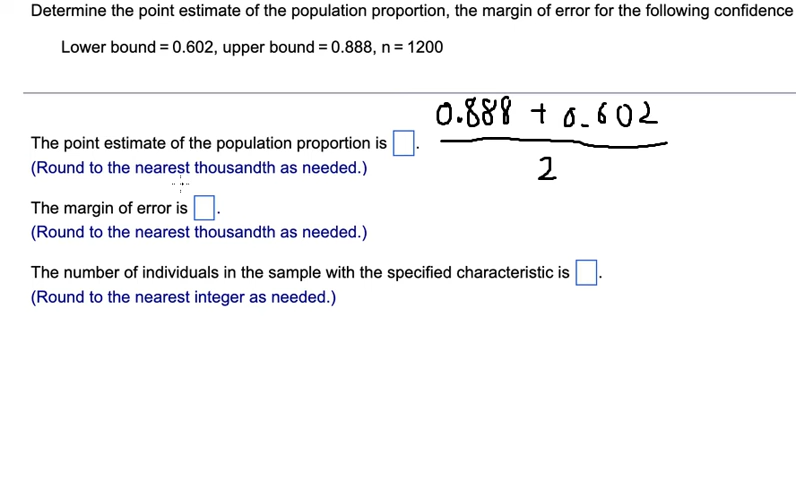 Determine the point estimate of the population proportion, the margin of error for the following confidence
Lower bound = 0.602, upper bound = 0.888, n = 1200
0.888 + 0.602
2
The point estimate of the population proportion is .
(Round to the nearest thousandth as needed.)
The margin of error is .
(Round to the nearest thousandth as needed.)
The number of individuals in the sample with the specified characteristic is .
(Round to the nearest integer as needed.)